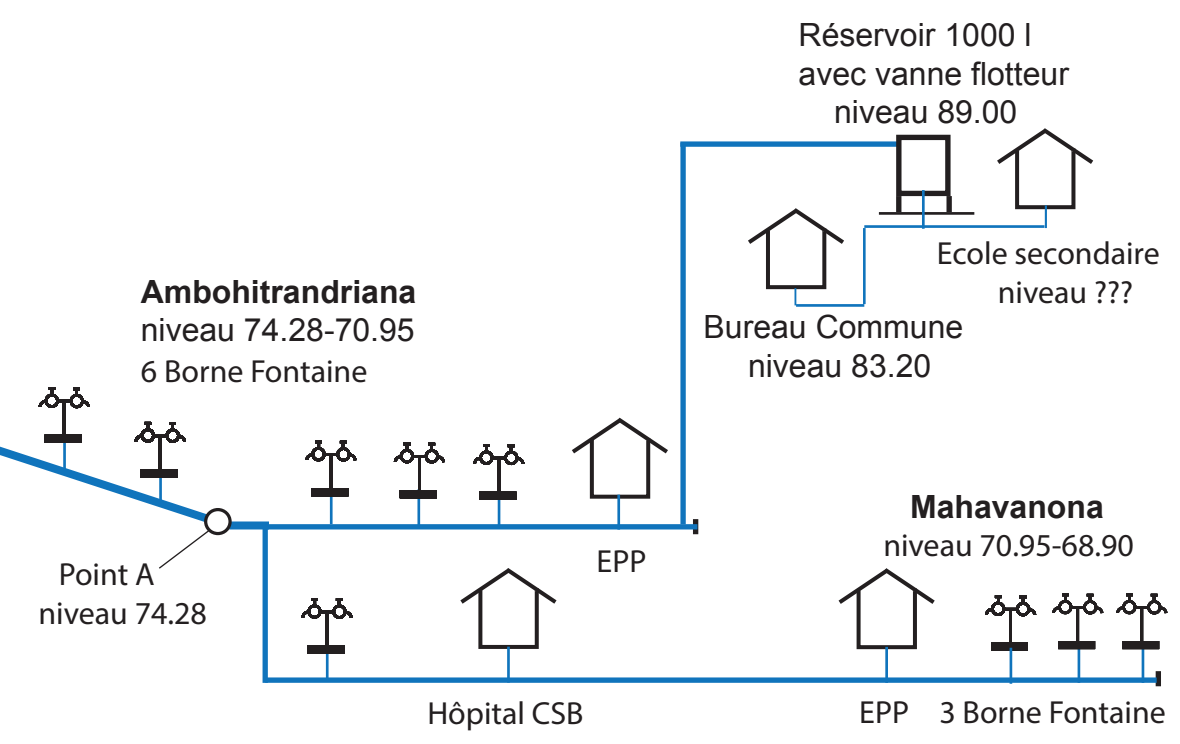 Réservoir 1000 l
avec vanne flotteur
niveau 89.00
Ecole secondaire
niveau ???
Bureau Commune
niveau 83.20
Ambohitrandriana
niveau 74.28-70.95
6 Borne Fontaine
Mahavanona
niveau 70.95-68.90
EPP
Point A
niveau 74.28
Hôpital CSB
EPP
3 Borne Fontaine